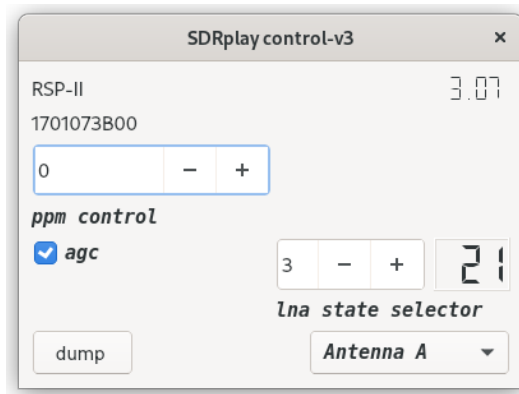 SDRplay control-v3 ×
RSP-II 3.07
1701073B00
0 − +
ppm control
agc
3 − + 21
lna state selector
dump Antenna A